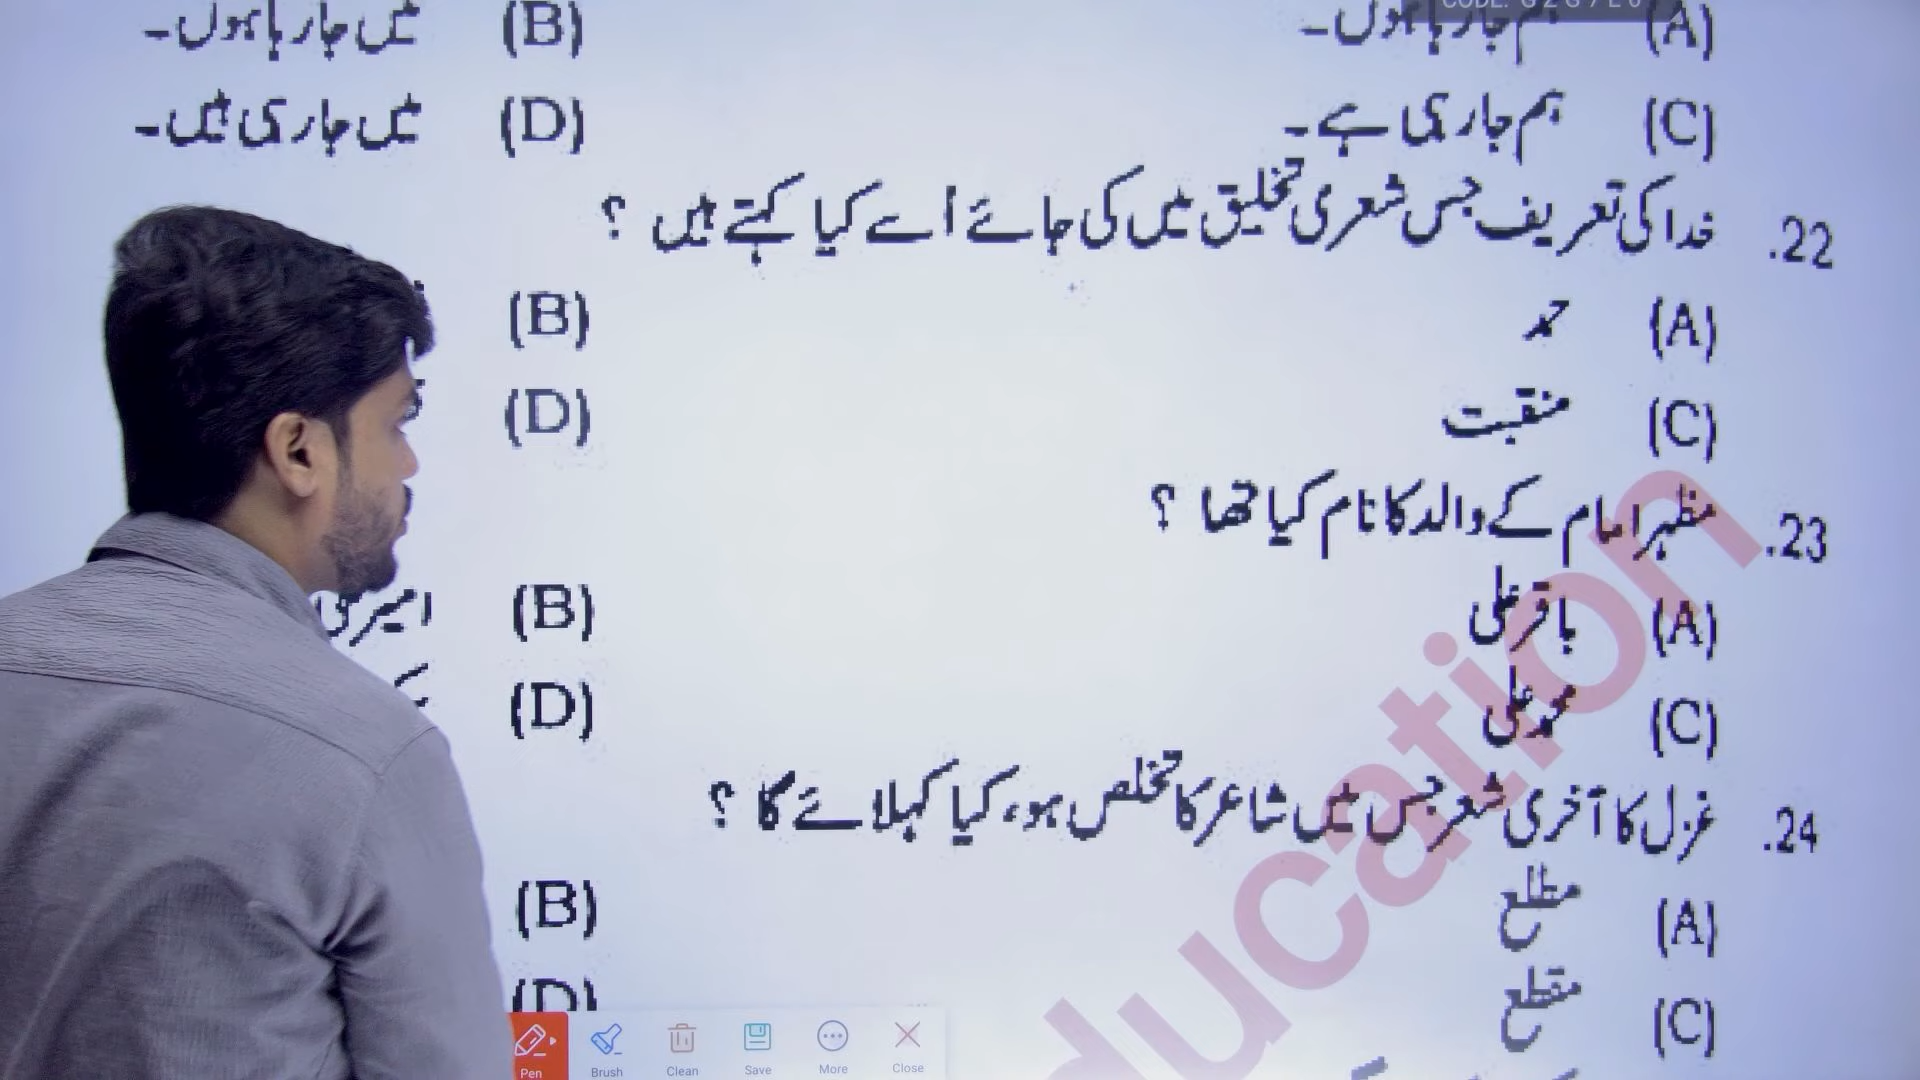 (A) ہم جا رہا ہوں۔ (B) میں جا رہا ہوں۔
(C) ہم جا رہی ہے۔ (D) میں جا رہی ہیں۔
22. خدا کی تعریف جس شعری تخلیق میں کی جائے اُسے کیا کہتے ہیں ؟
(A) حمد (B)
(C) منقبت (D)
23. مظہر امام کے والد کا نام کیا تھا ؟
(A) باقر علی (B) امیر
(C) محمد علی (D)
24. غزل کا آخری شعر جس میں شاعر کا تخلص ہو، کیا کہلائے گا ؟
(A) مطلع (B)
(C) مقطع (D)
ducation
Pen Brush Clean Save More Close